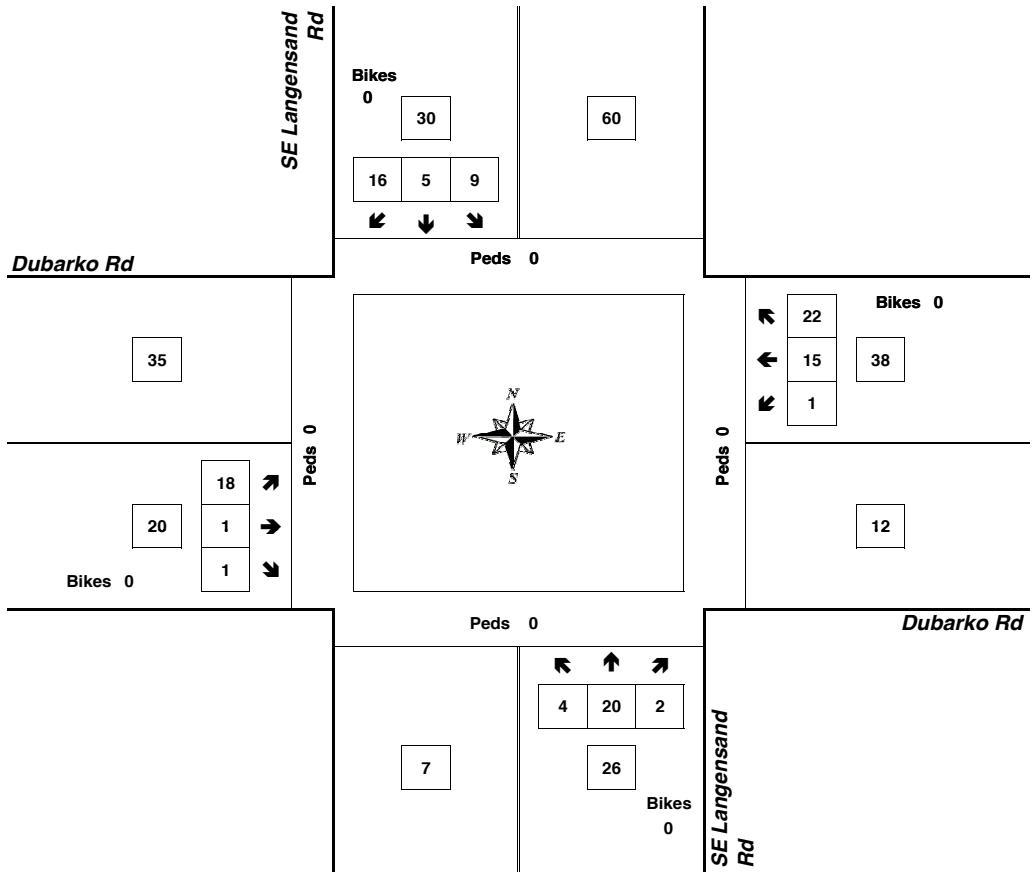 SE Langensand
Rd
Bikes
0
30
60
16 5 9
Peds 0
Dubarko Rd
Bikes 0
22
35
15 38
1
N
W E
S
Peds 0
Peds 0
18
20 1
12
1
Bikes 0
Peds 0
Dubarko Rd
4 20 2
7
26
Bikes
0
SE Langensand
Rd